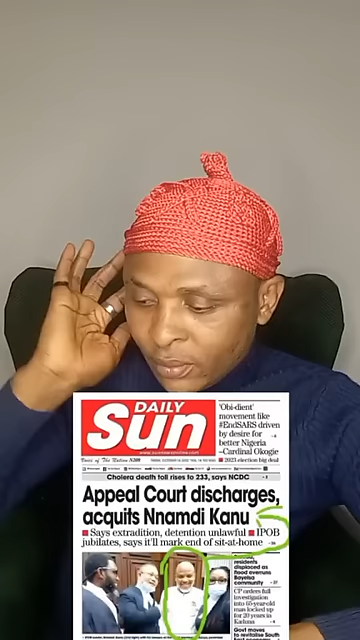 DAILY
Sun
Voice of The Nation
'Obi-dient'
movement like
#EndSARS driven
by desire for
better Nigeria
–Cardinal Okogie
2023 election big deal
Cholera death toll rises to 233, says NCDC
Appeal Court discharges,
acquits Nnamdi Kanu
Says extradition, detention unlawful ■ IPOB
jubilates, says it'll mark end of sit-at-home
residents
displaced as
flood overruns
Bayelsa
community
CP orders full
investigation
into 65-yearold
man locked up
for 20 years in
Kaduna
Govt moves
to revitalise South